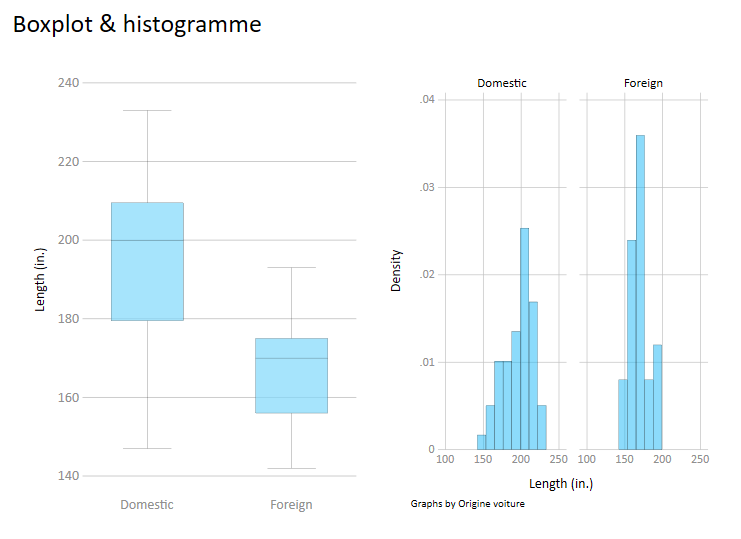 Boxplot & histogramme
240
220
200
180
160
140
Length (in.)
Domestic Foreign
Domestic Foreign
.04
.03
.02
.01
0
Density
100 150 200 250 100 150 200 250
Length (in.)
Graphs by Origine voiture